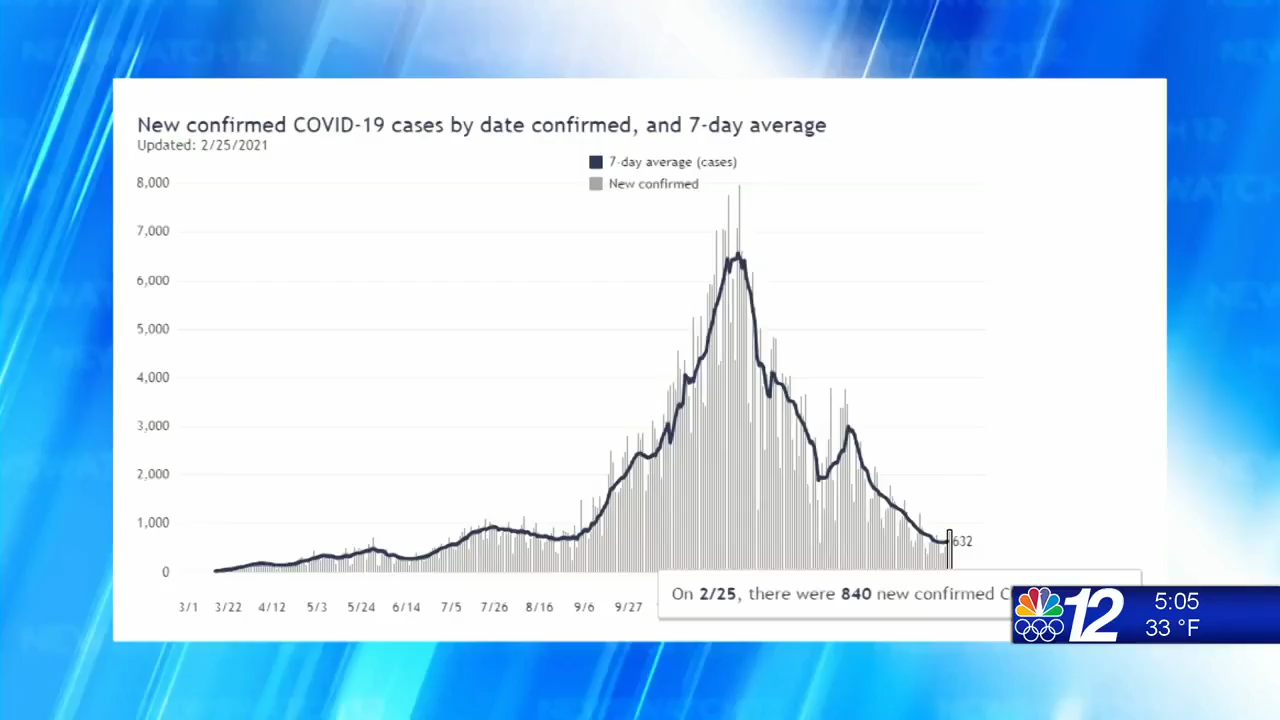 New confirmed COVID-19 cases by date confirmed, and 7-day average
Updated: 2/25/2021
7-day average (cases)
New confirmed
8,000
7,000
6,000
5,000
4,000
3,000
2,000
1,000
0
632
3/1 3/22 4/12 5/3 5/24 6/14 7/5 7/26 8/16 9/6 9/27
On 2/25, there were 840 new confirmed C
12
5:05
33 °F